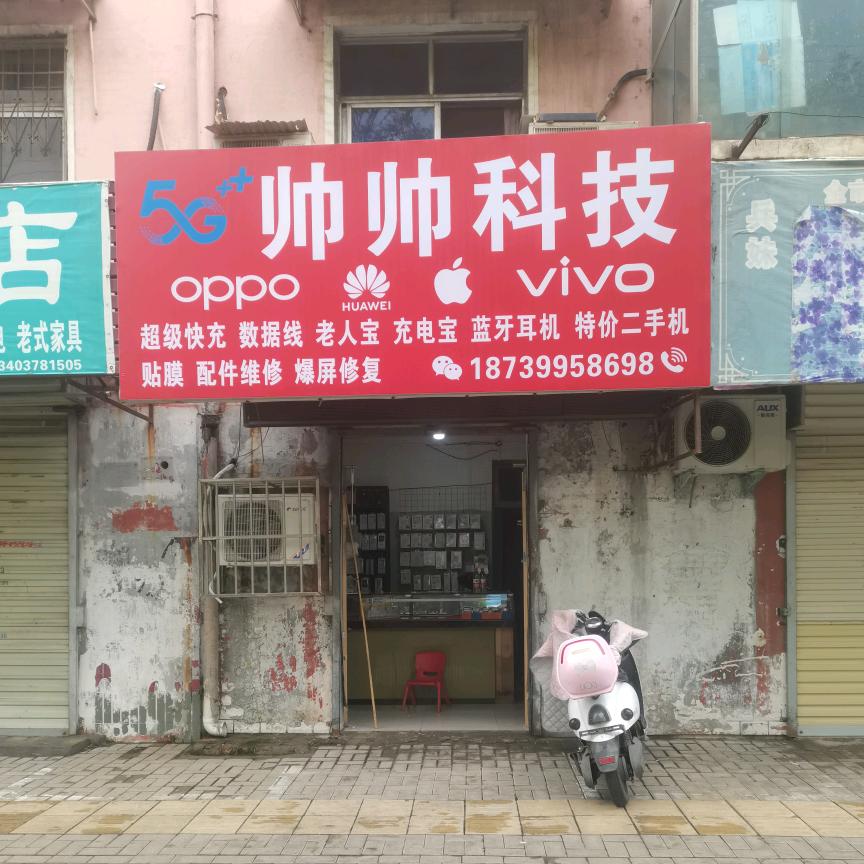 5G++ 帅帅科技
oppo HUAWEI vivo
超级快充 数据线 老人宝 充电宝 蓝牙耳机 特价二手机
贴膜 配件维修 爆屏修复 18739958698
店
老式家具
3403781505
AUX